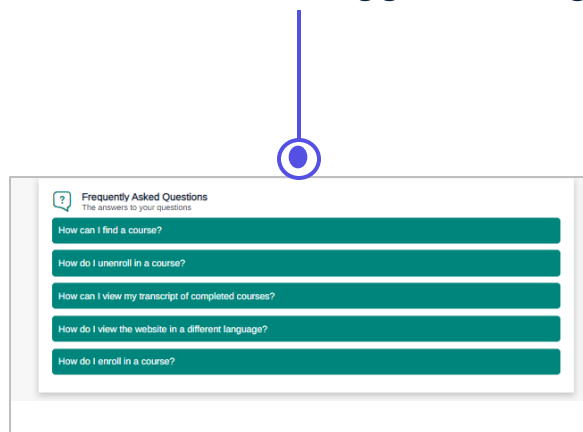 ?
Frequently Asked Questions
The answers to your questions
How can I find a course?
How do I unenroll in a course?
How can I view my transcript of completed courses?
How do I view the website in a different language?
How do I enroll in a course?